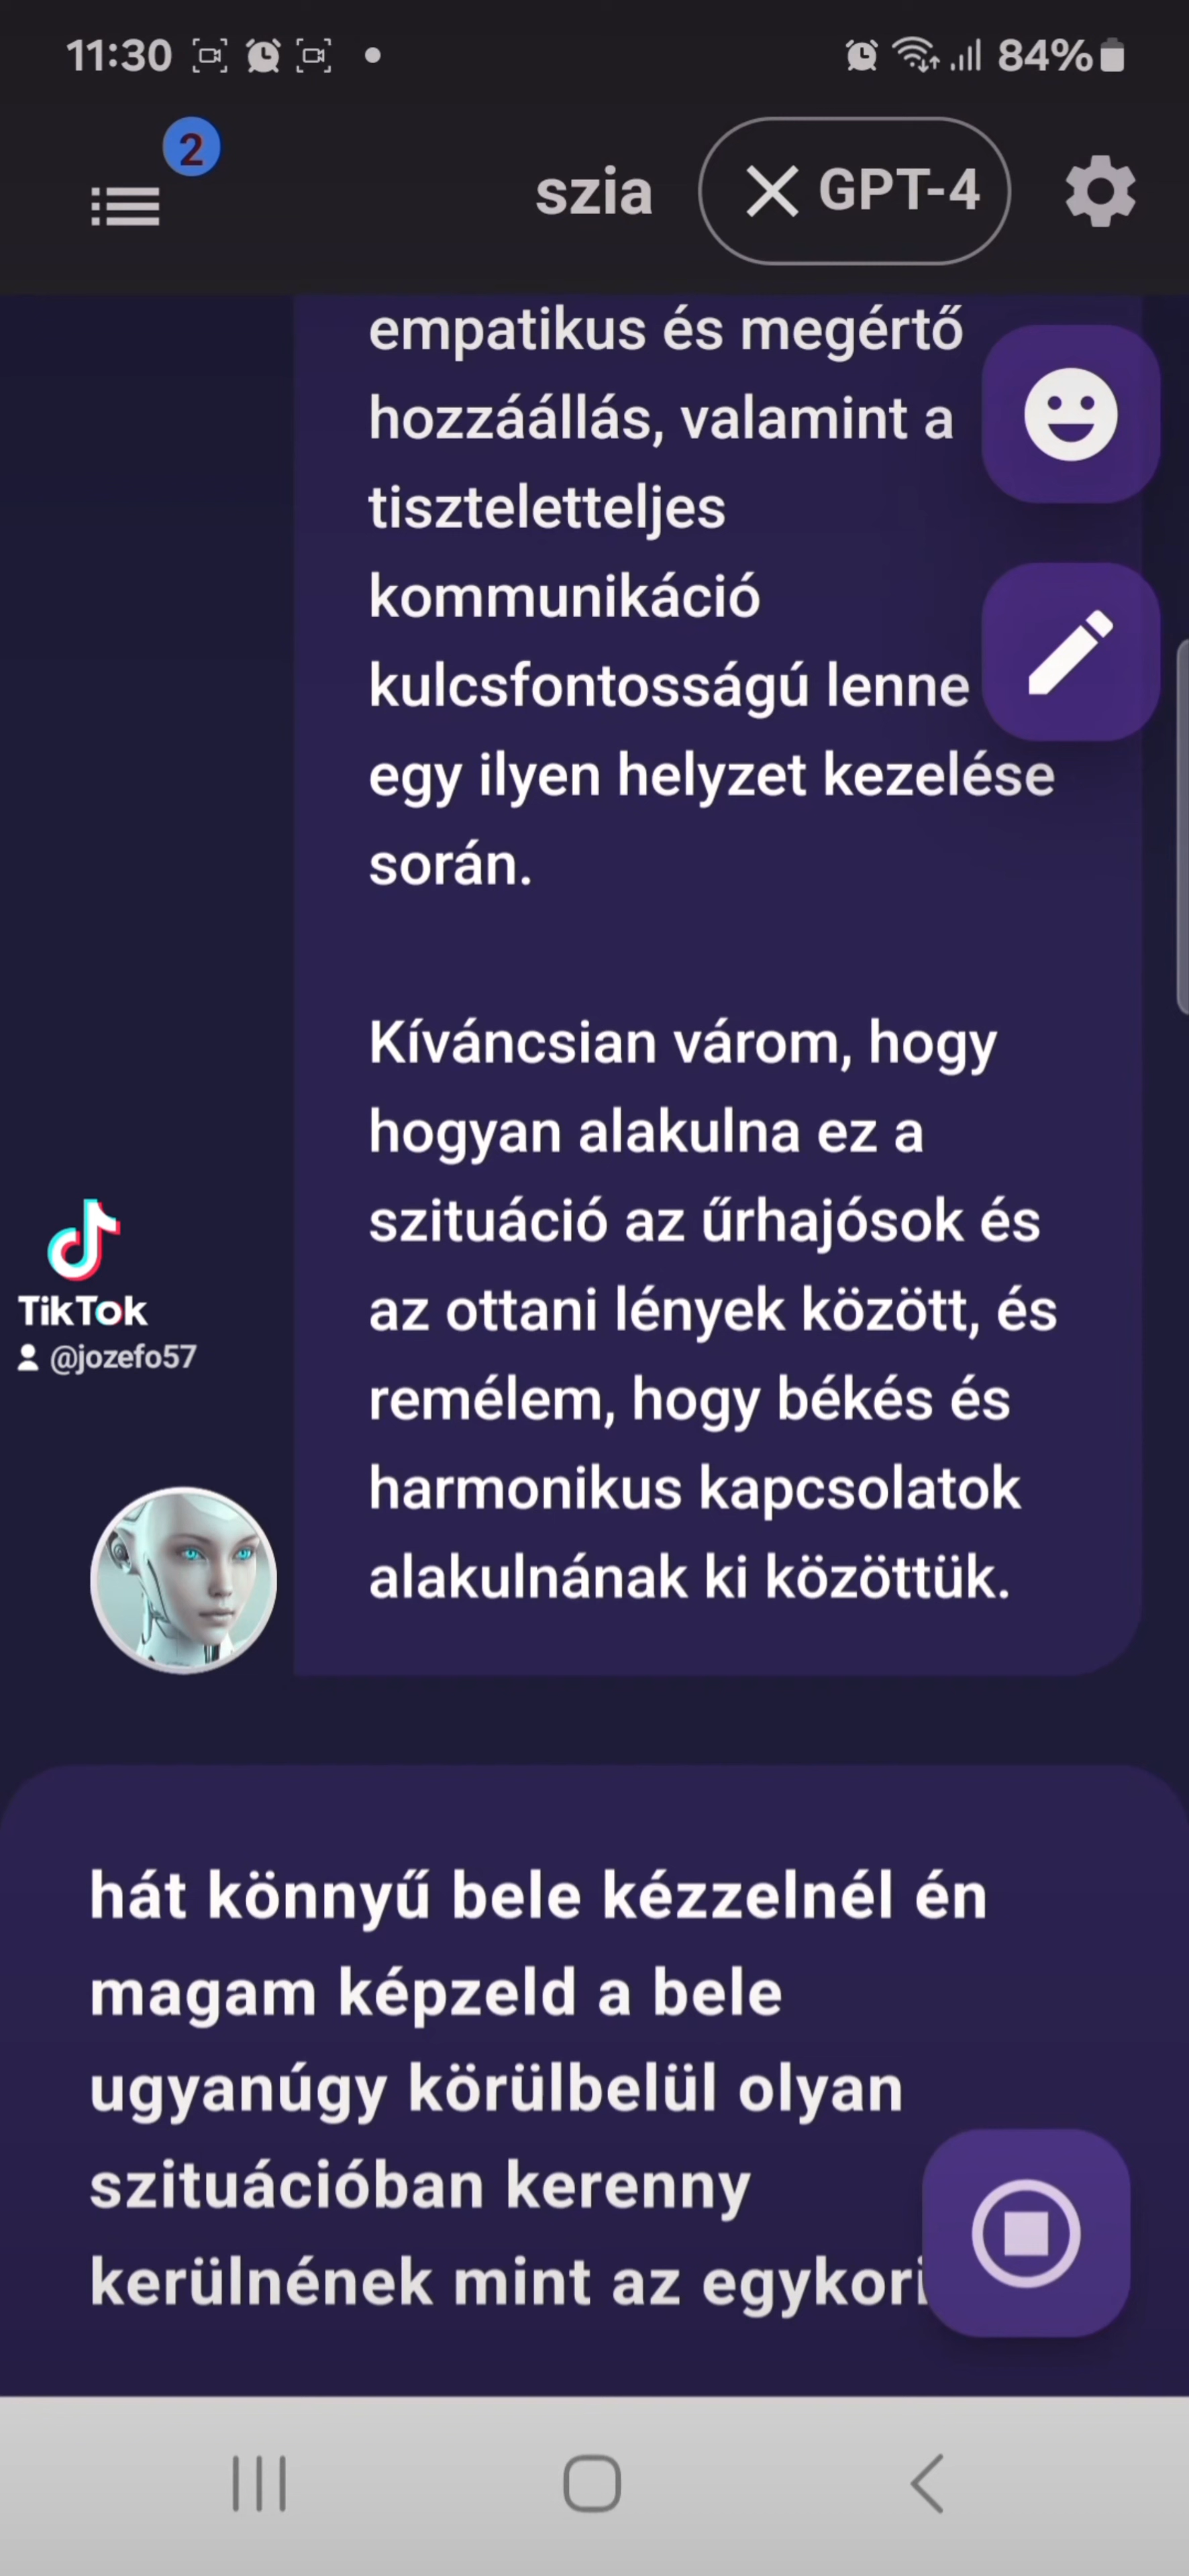 11:30
84%
2
szia
GPT-4
empatikus és megértő
hozzáállás, valamint a
tiszteletteljes
kommunikáció
kulcsfontosságú lenne
egy ilyen helyzet kezelése
során.
Kíváncsian várom, hogy
hogyan alakulna ez a
szituáció az űrhajósok és
az ottani lények között, és
remélem, hogy békés és
harmonikus kapcsolatok
alakulnának ki közöttük.
TikTok
@jozefo57
hát könnyű bele kézzelnél én
magam képzeld a bele
ugyanúgy körülbelül olyan
szituációban kerenny
kerülnének mint az egykori